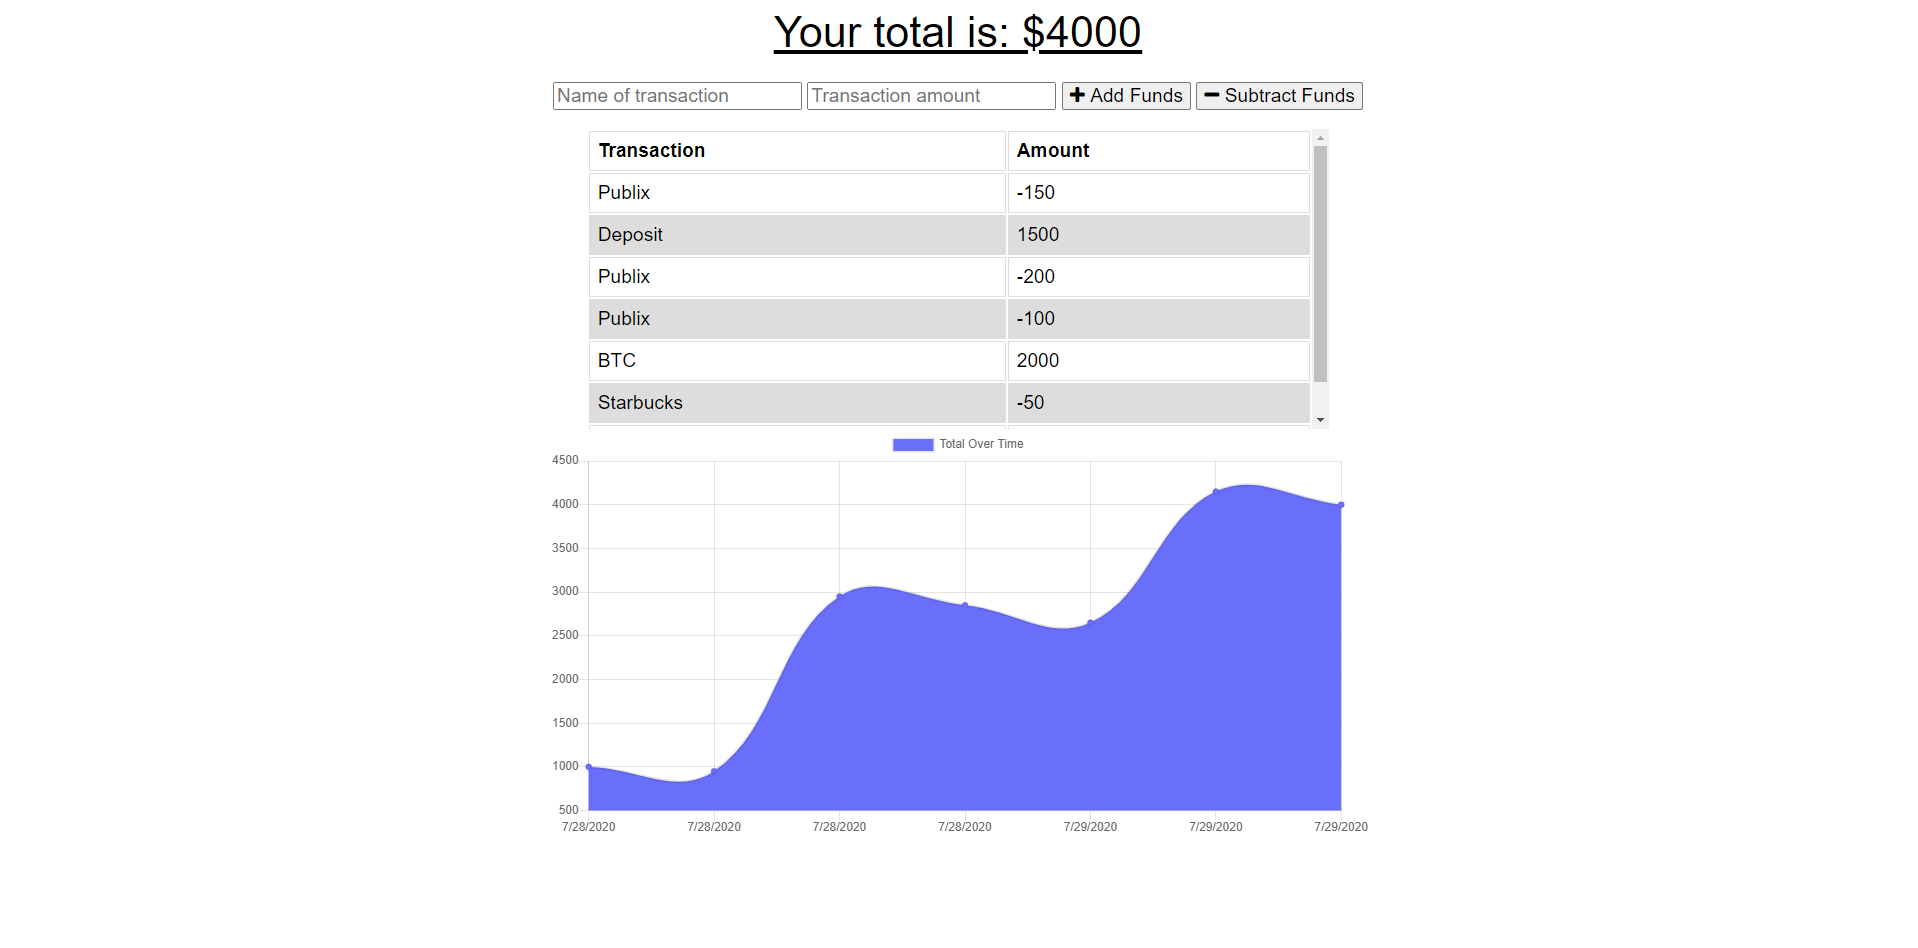 Your total is: $4000
Name of transaction Transaction amount Add Funds Subtract Funds
Transaction Amount
Publix -150
Deposit 1500
Publix -200
Publix -100
BTC 2000
Starbucks -50
Total Over Time
4500
4000
3500
3000
2500
2000
1500
1000
500
7/28/2020 7/28/2020 7/28/2020 7/28/2020 7/29/2020 7/29/2020 7/29/2020